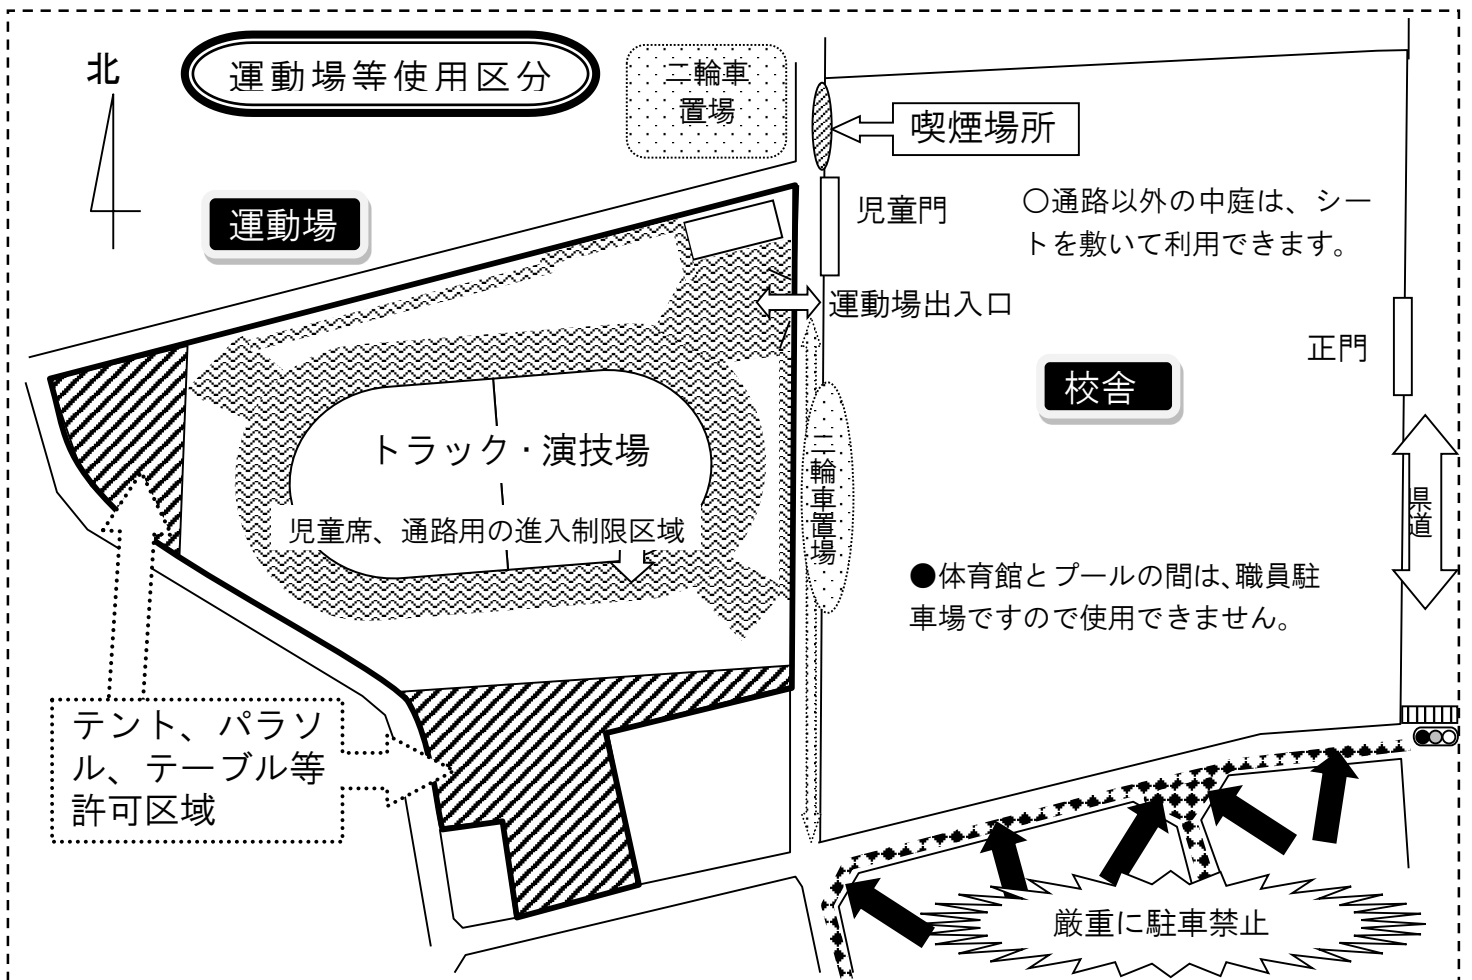 北
運動場等使用区分
二輪車
置場
喫煙場所
運動場
児童門
〇通路以外の中庭は、シー
トを敷いて利用できます。
運動場出入口
正門
校舎
トラック・演技場
二輪車置場
県道
児童席、通路用の進入制限区域
●体育館とプールの間は、職員駐
車場ですので使用できません。
テント、パラソ
ル、テーブル等
許可区域
厳重に駐車禁止